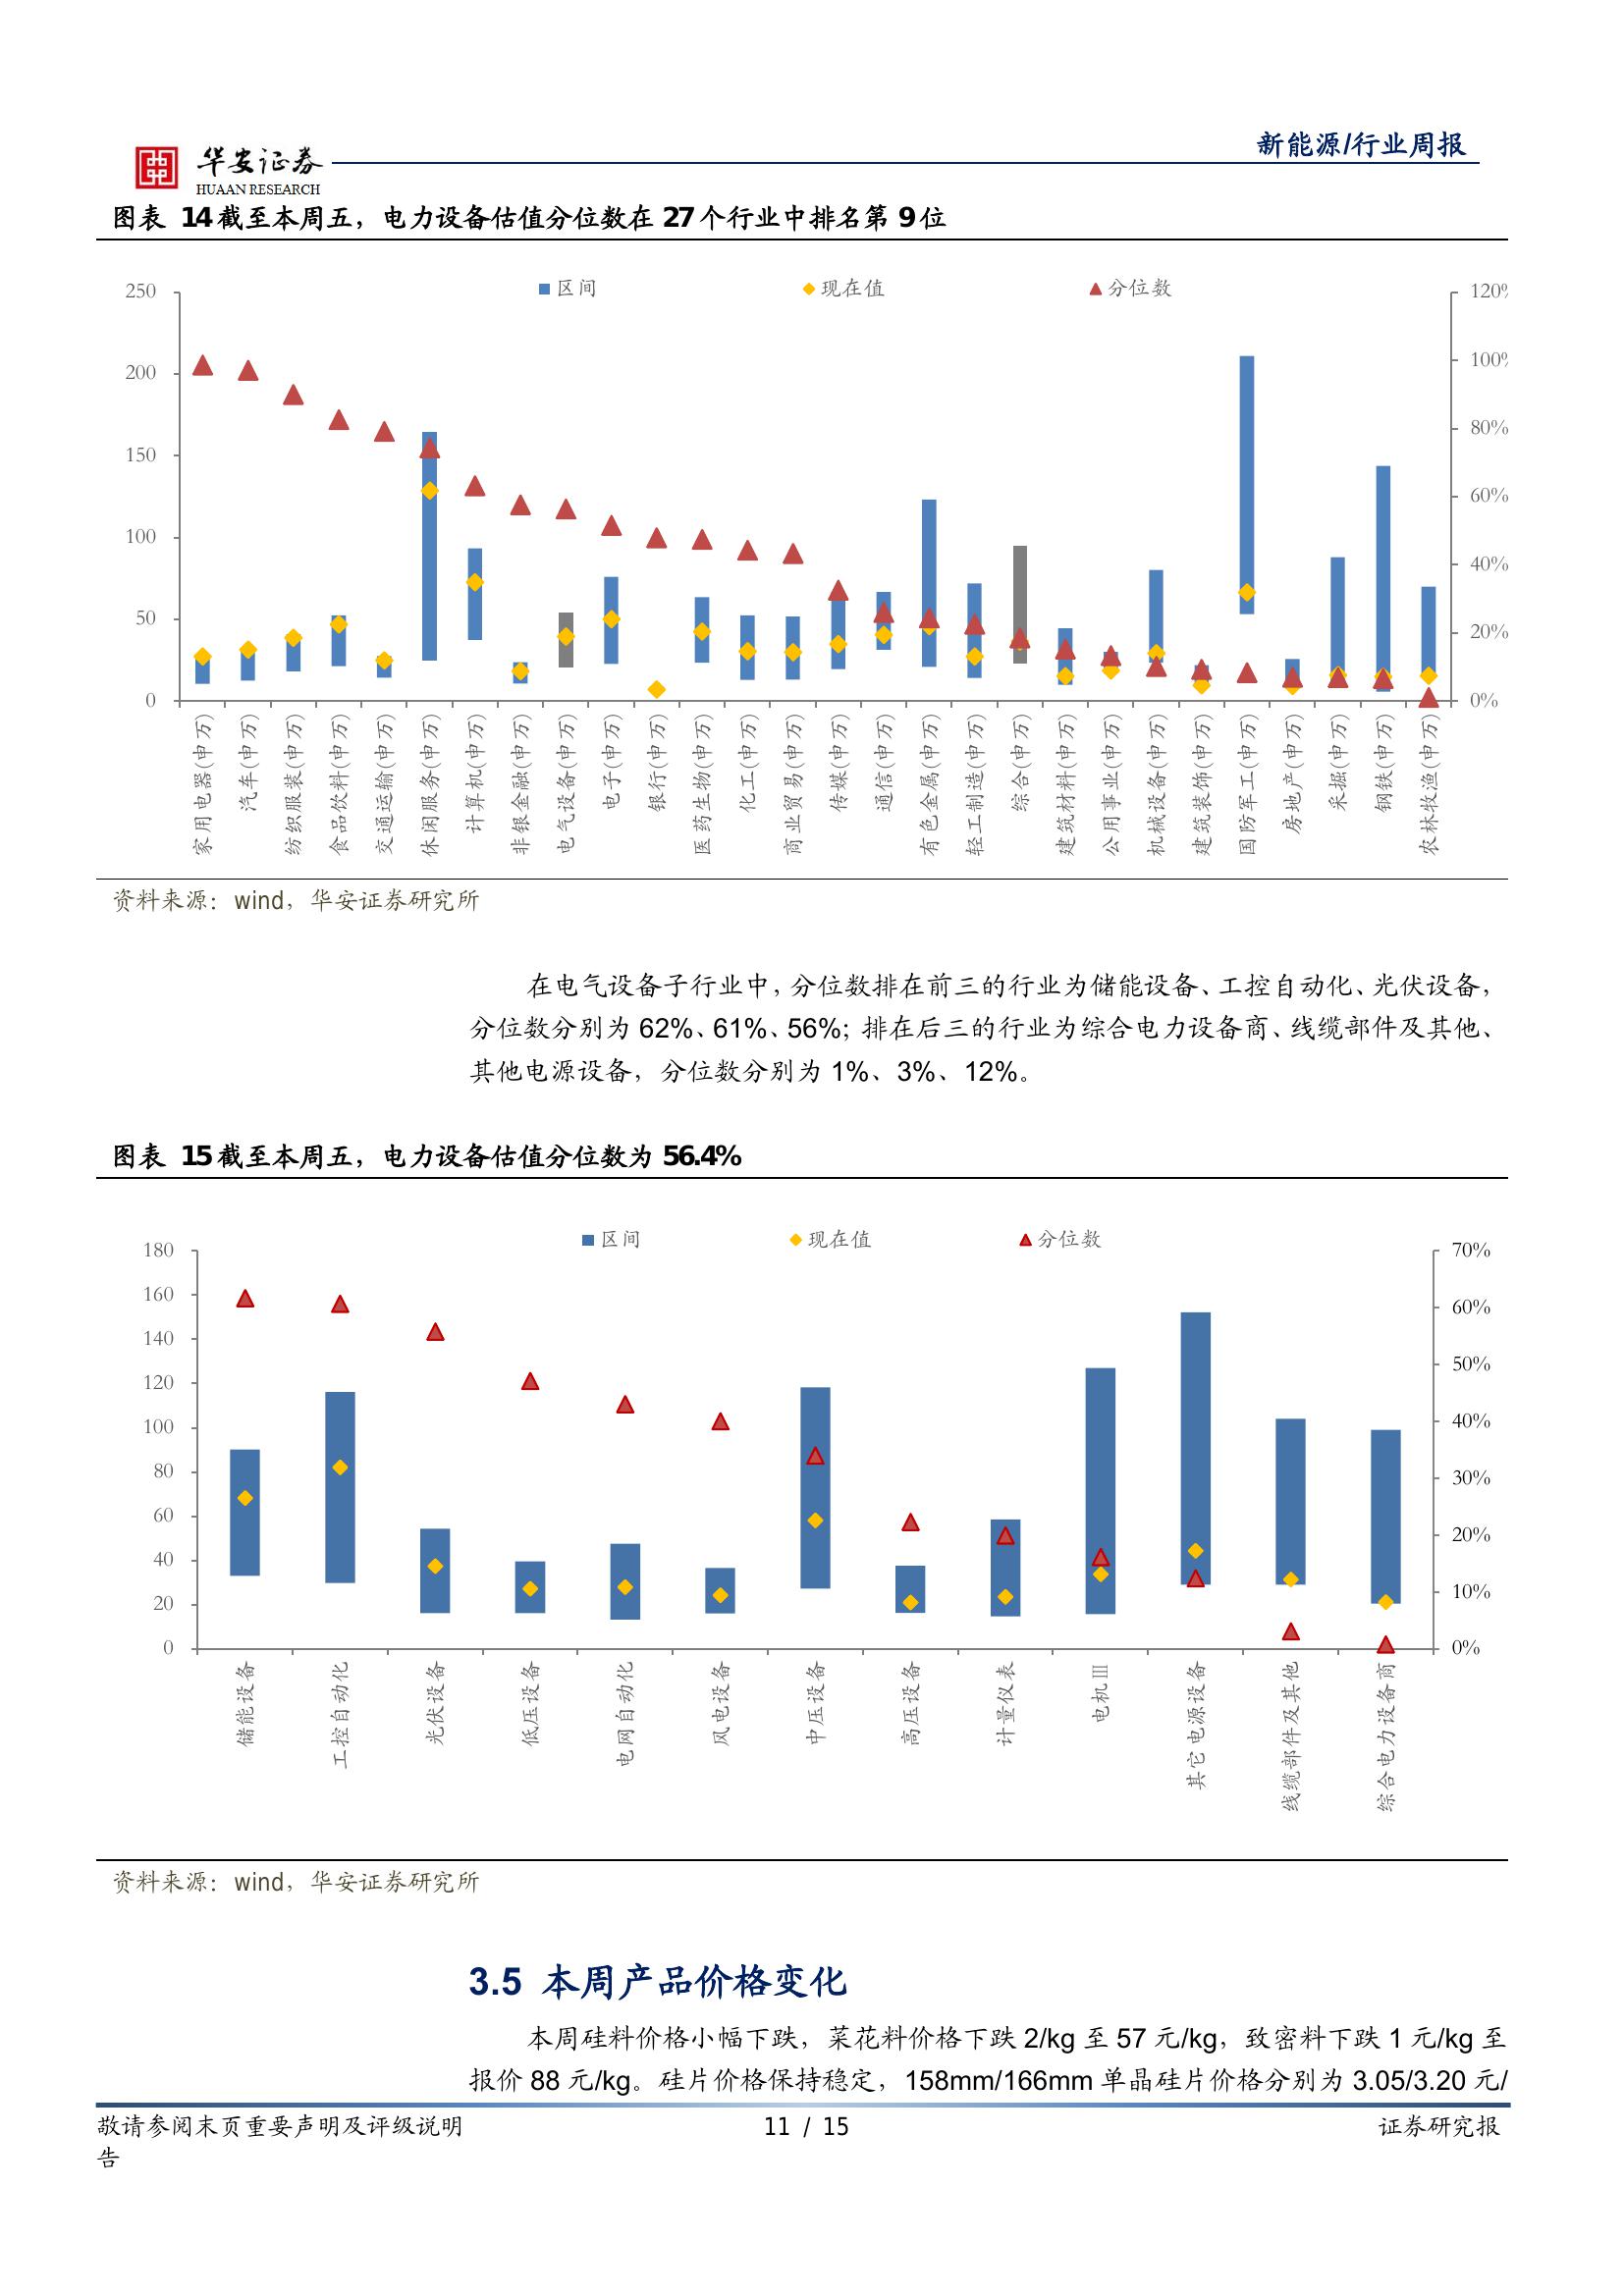 新能源/行业周报
华安证券
HUAAN RESEARCH
图表 14 截至本周五，电力设备估值分位数在 27 个行业中排名第 9 位
区间 现在值 分位数
250
200
150
100
50
0
120%
100%
80%
60%
40%
20%
0%
家用电器(申万)
汽车(申万)
纺织服装(申万)
食品饮料(申万)
交通运输(申万)
休闲服务(申万)
计算机(申万)
非银金融(申万)
电气设备(申万)
电子(申万)
银行(申万)
医药生物(申万)
化工(申万)
商业贸易(申万)
传媒(申万)
通信(申万)
有色金属(申万)
轻工制造(申万)
综合(申万)
建筑材料(申万)
公用事业(申万)
机械设备(申万)
建筑装饰(申万)
国防军工(申万)
房地产(申万)
采掘(申万)
钢铁(申万)
农林牧渔(申万)
资料来源：wind，华安证券研究所
在电气设备子行业中，分位数排在前三的行业为储能设备、工控自动化、光伏设备，
分位数分别为 62%、61%、56%；排在后三的行业为综合电力设备商、线缆部件及其他、
其他电源设备，分位数分别为 1%、3%、12%。
图表 15 截至本周五，电力设备估值分位数为 56.4%
区间 现在值 分位数
180
160
140
120
100
80
60
40
20
0
70%
60%
50%
40%
30%
20%
10%
0%
储能设备
工控自动化
光伏设备
低压设备
电网自动化
风电设备
中压设备
高压设备
计量仪表
电机Ⅲ
其它电源设备
线缆部件及其他
综合电力设备商
资料来源：wind，华安证券研究所
3.5 本周产品价格变化
本周硅料价格小幅下跌，菜花料价格下跌 2/kg 至 57 元/kg，致密料下跌 1 元/kg 至
报价 88 元/kg。硅片价格保持稳定，158mm/166mm 单晶硅片价格分别为 3.05/3.20 元/
敬请参阅末页重要声明及评级说明 11 / 15 证券研究报
告